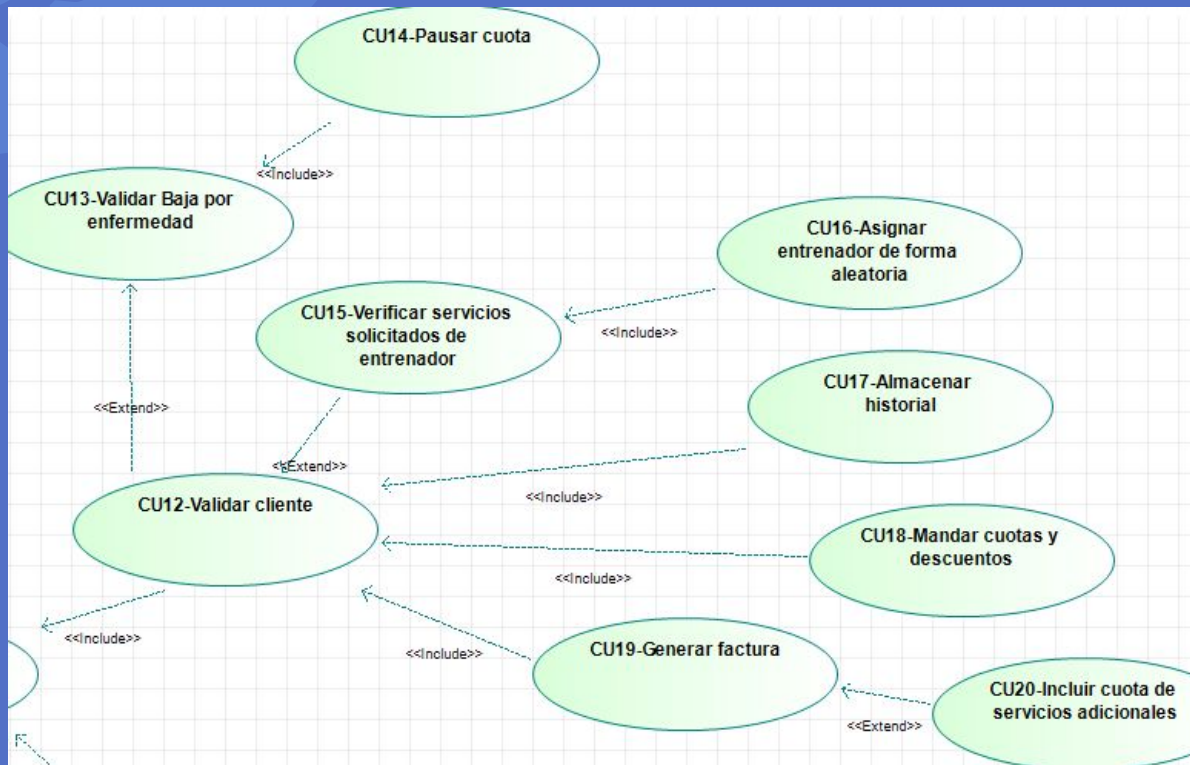 CU14-Pausar cuota
<<Include>>
CU13-Validar Baja por
enfermedad
CU16-Asignar
entrenador de forma
aleatoria
CU15-Verificar servicios
solicitados de
entrenador
<<Include>>
CU17-Almacenar
historial
<<Extend>>
<<Extend>>
CU12-Validar cliente
<<Include>>
CU18-Mandar cuotas y
descuentos
<<Include>>
<<Include>>
CU19-Generar factura
<<Include>>
CU20-Incluir cuota de
servicios adicionales
<<Extend>>